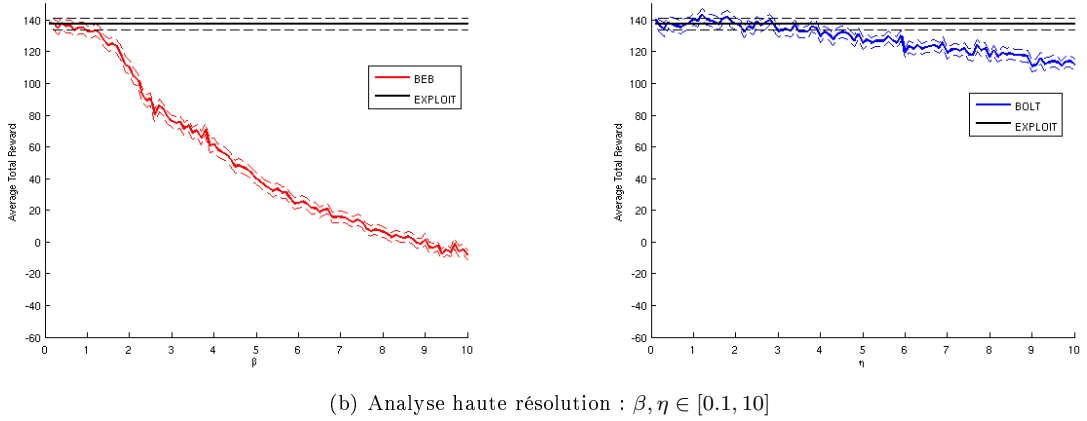 140
120
100
80
60
40
20
0
-20
-40
-60
Average Total Reward
0 1 2 3 4 5 6 7 8 9 10
β
BEB
EXPLOIT
140
120
100
80
60
40
20
0
-20
-40
-60
Average Total Reward
0 1 2 3 4 5 6 7 8 9 10
η
BOLT
EXPLOIT
(b) Analyse haute résolution : β, η ∈ [0.1, 10]